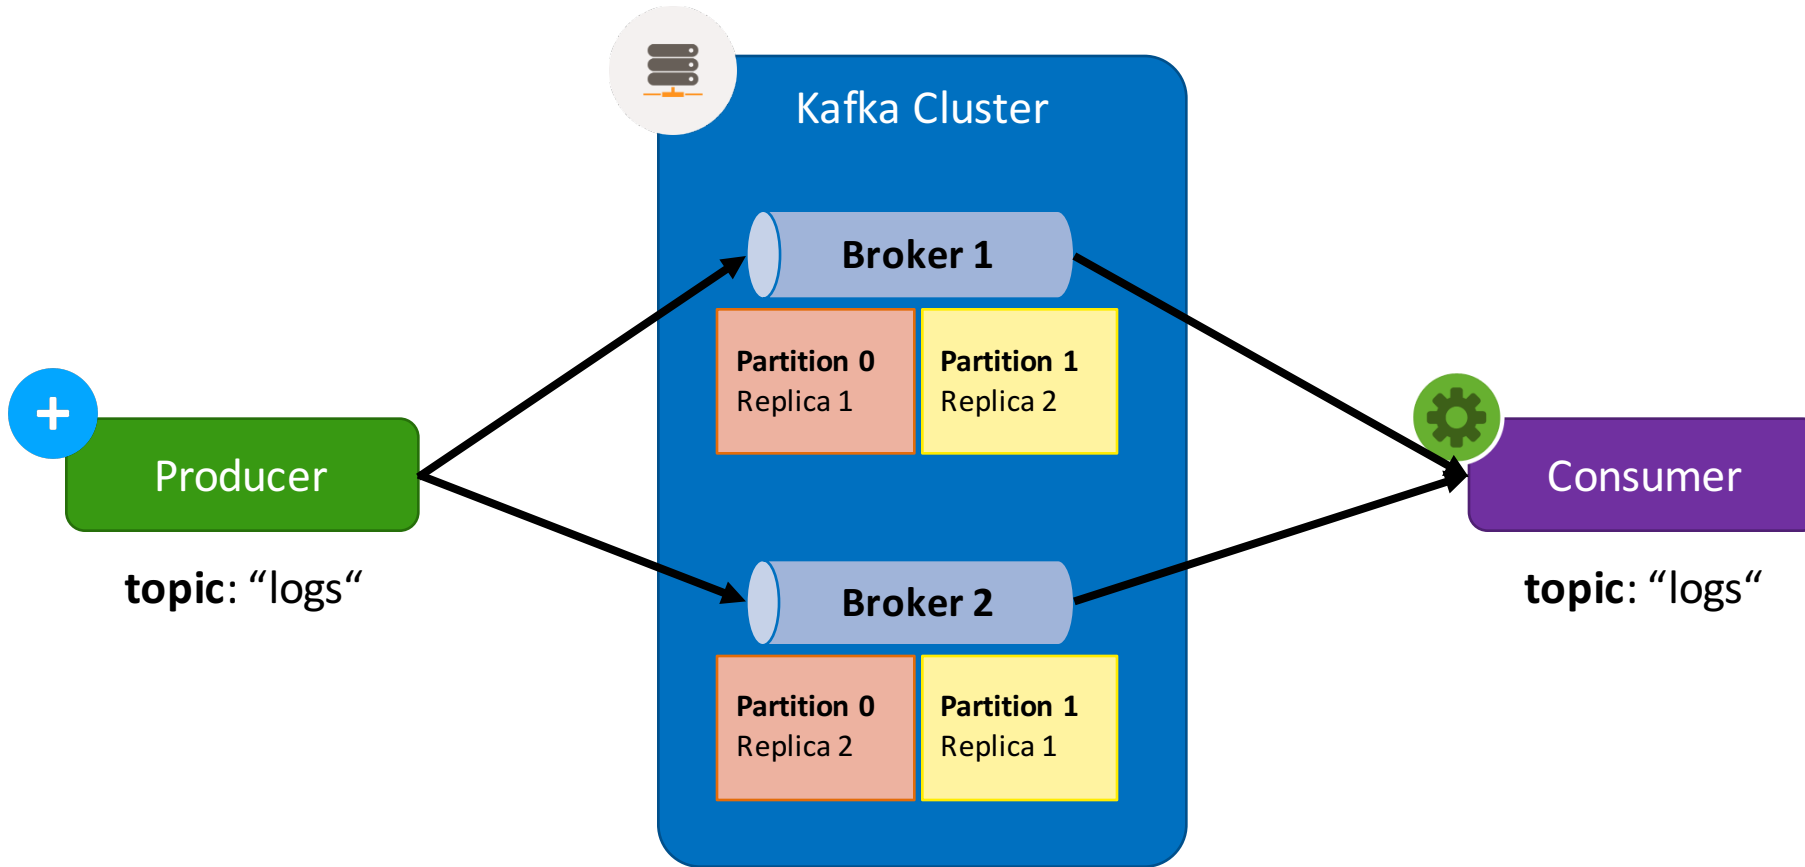 Kafka Cluster
Broker 1
Partition 0
Replica 1
Partition 1
Replica 2
Producer
topic: “logs“
Consumer
topic: “logs“
Broker 2
Partition 0
Replica 2
Partition 1
Replica 1